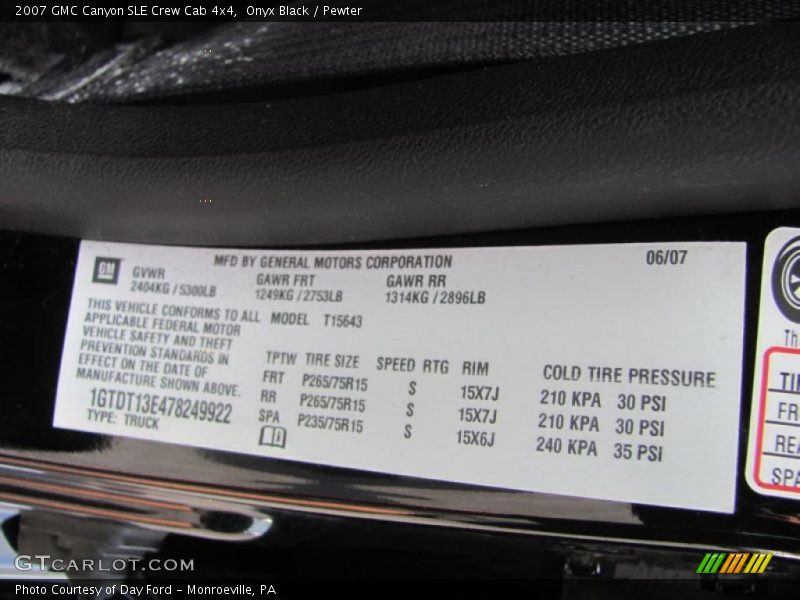 2007 GMC Canyon SLE Crew Cab 4x4, Onyx Black / Pewter
MFD BY GENERAL MOTORS CORPORATION 06/07
GM
GVWR GAWR FRT GAWR RR
2404KG / 5300LB 1249KG / 2753LB 1314KG / 2896LB
THIS VEHICLE CONFORMS TO ALL
APPLICABLE FEDERAL MOTOR
VEHICLE SAFETY AND THEFT
PREVENTION STANDARDS IN
EFFECT ON THE DATE OF
MANUFACTURE SHOWN ABOVE.
1GTDT13E478249922
TYPE: TRUCK
MODEL T15643
TPTW TIRE SIZE SPEED RTG RIM COLD TIRE PRESSURE
FRT P265/75R15 S 15X7J 210 KPA 30 PSI
RR P265/75R15 S 15X7J 210 KPA 30 PSI
SPA P235/75R15 S 15X6J 240 KPA 35 PSI
Th
TI
FR
REA
SPA
GTCARLOT.COM
Photo Courtesy of Day Ford – Monroeville, PA